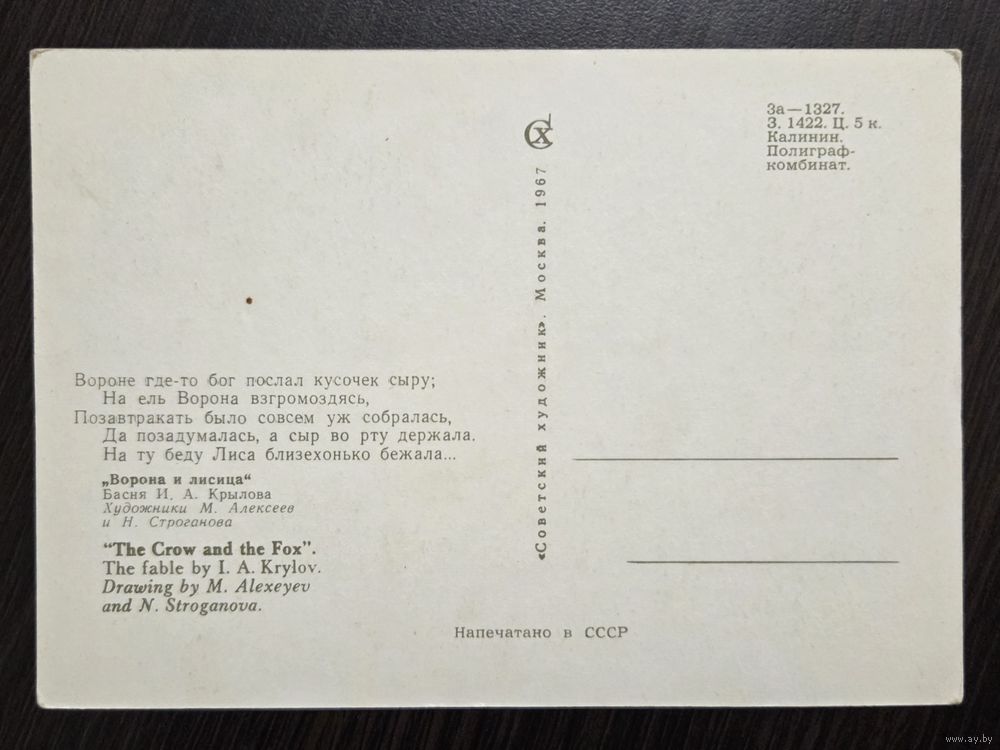 Вороне где-то бог послал кусочек сыру;
На ель Ворона взгромоздясь,
Позавтракать было совсем уж собралась,
Да позадумалась, а сыр во рту держала.
На ту беду Лиса близехонько бежала...
„Ворона и лисица“
Басня И. А. Крылова
Художники М. Алексеев
и Н. Строганова
“The Crow and the Fox”.
The fable by I. A. Krylov.
Drawing by M. Alexeyev
and N. Stroganova.
СХ
«Советский художник». Москва. 1967
За—1327.
З. 1422. Ц. 5 к.
Калинин.
Полиграф-
комбинат.
Напечатано в СССР
www.ay.by